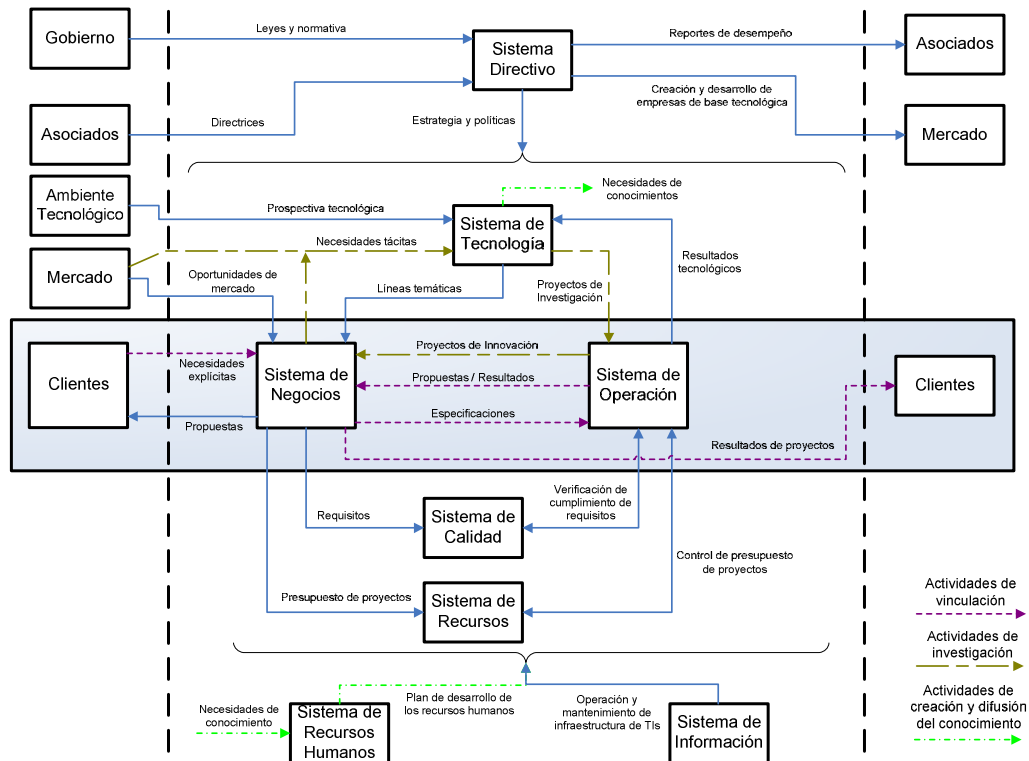 Gobierno
Leyes y normativa
Sistema
Directivo
Reportes de desempeño
Asociados
Creación y desarrollo de
empresas de base tecnológica
Asociados
Directrices
Estrategia y políticas
Mercado
Ambiente
Tecnológico
Prospectiva tecnológica
Necesidades de
conocimientos
Sistema de
Tecnología
Necesidades tácitas
Mercado
Oportunidades de
mercado
Líneas temáticas
Proyectos de
Investigación
Resultados
tecnológicos
Clientes
Necesidades
explícitas
Propuestas
Sistema de
Negocios
Proyectos de Innovación
Propuestas / Resultados
Especificaciones
Sistema de
Operación
Resultados de proyectos
Clientes
Requisitos
Sistema de
Calidad
Verificación de
cumplimiento de
requisitos
Control de presupuesto
de proyectos
Presupuesto de proyectos
Sistema de
Recursos
Actividades de
vinculación
Actividades de
investigación
Actividades de
creación y difusión
del conocimiento
Necesidades de
conocimiento
Sistema de
Recursos
Humanos
Plan de desarrollo de
los recursos humanos
Operación y
mantenimiento de
infraestructura de TIs
Sistema de
Información